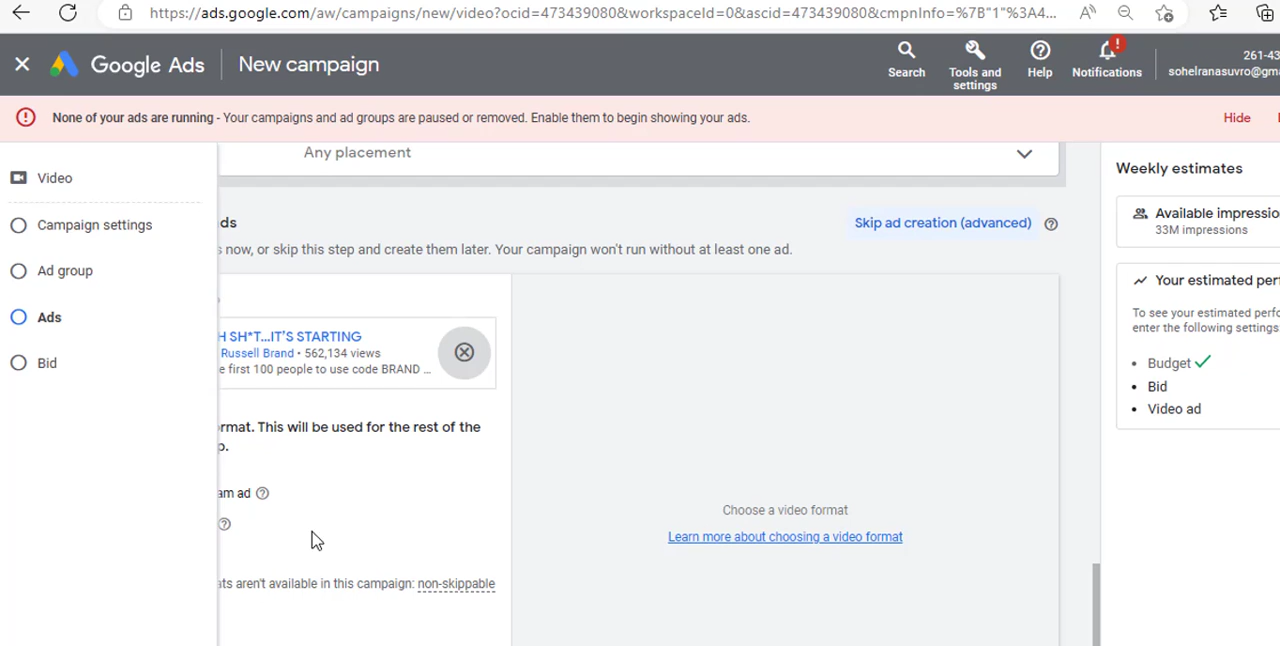 https://ads.google.com/aw/campaigns/new/video?ocid=473439080&workspaceId=0&ascid=473439080&cmpnInfo=%7B"1"%3A4...
Google Ads
New campaign
Search
Tools and settings
Help
Notifications
261-43
sohelranasuvro@gm
None of your ads are running - Your campaigns and ad groups are paused or removed. Enable them to begin showing your ads.
Hide
Video
Campaign settings
Ad group
Ads
Bid
Any placement
ds
Skip ad creation (advanced)
s now, or skip this step and create them later. Your campaign won't run without at least one ad.
H SH*T...IT'S STARTING
Russell Brand • 562,134 views
e first 100 people to use code BRAND ...
rmat. This will be used for the rest of the
p.
am ad
ats aren't available in this campaign: non-skippable
Choose a video format
Learn more about choosing a video format
Weekly estimates
Available impressio
33M impressions
Your estimated perf
To see your estimated perfo
enter the following settings
• Budget
• Bid
• Video ad